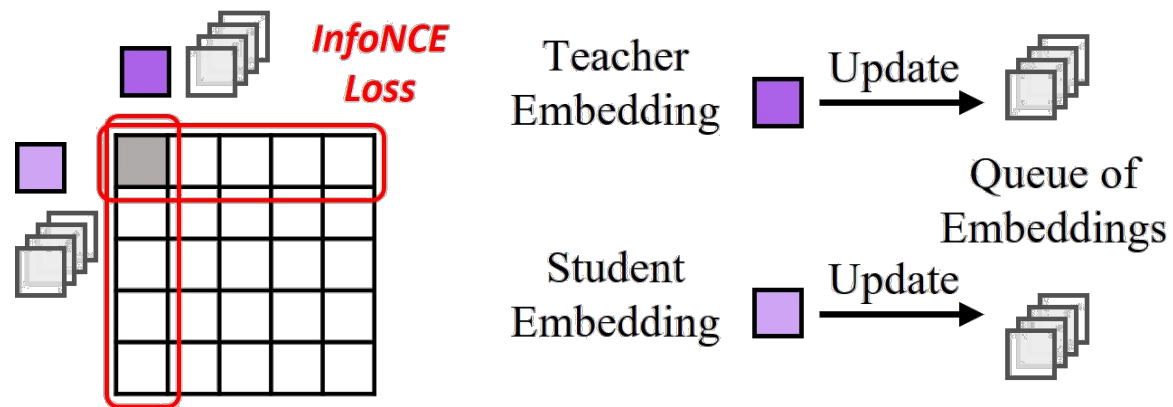 InfoNCE
Loss
Teacher
Embedding
Update
Queue of
Embeddings
Student
Embedding
Update